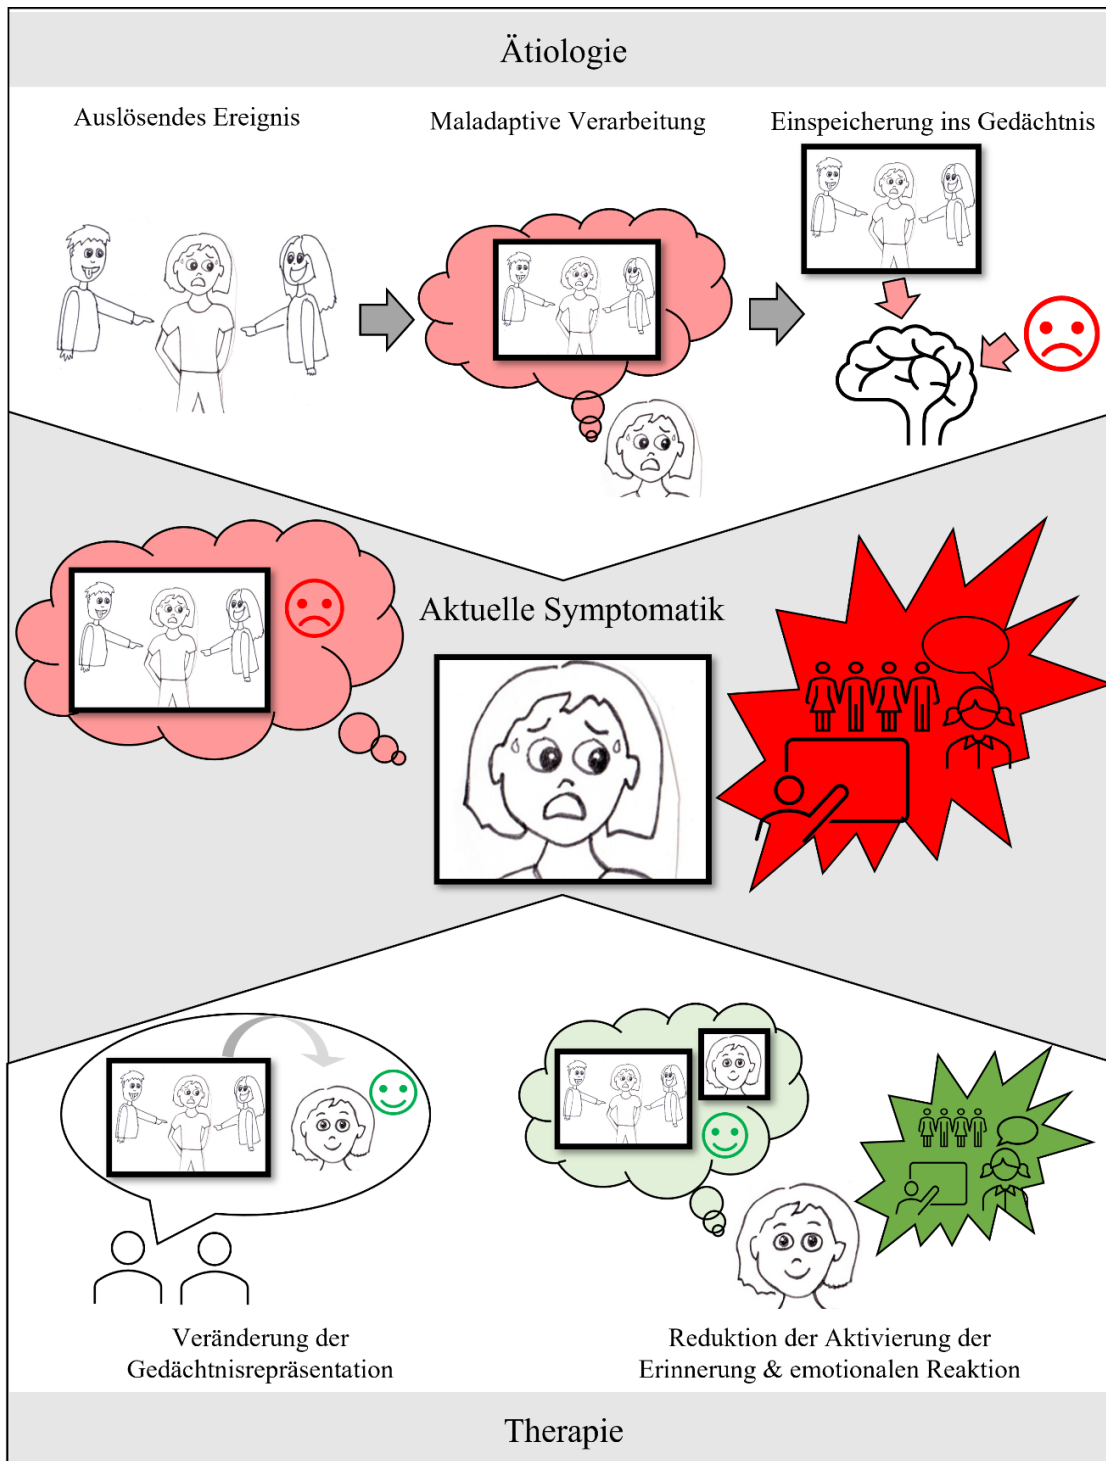 Ätiologie
Auslösendes Ereignis
Maladaptive Verarbeitung
Einspeicherung ins Gedächtnis
Aktuelle Symptomatik
Veränderung der
Gedächtnisrepräsentation
Reduktion der Aktivierung der
Erinnerung & emotionalen Reaktion
Therapie